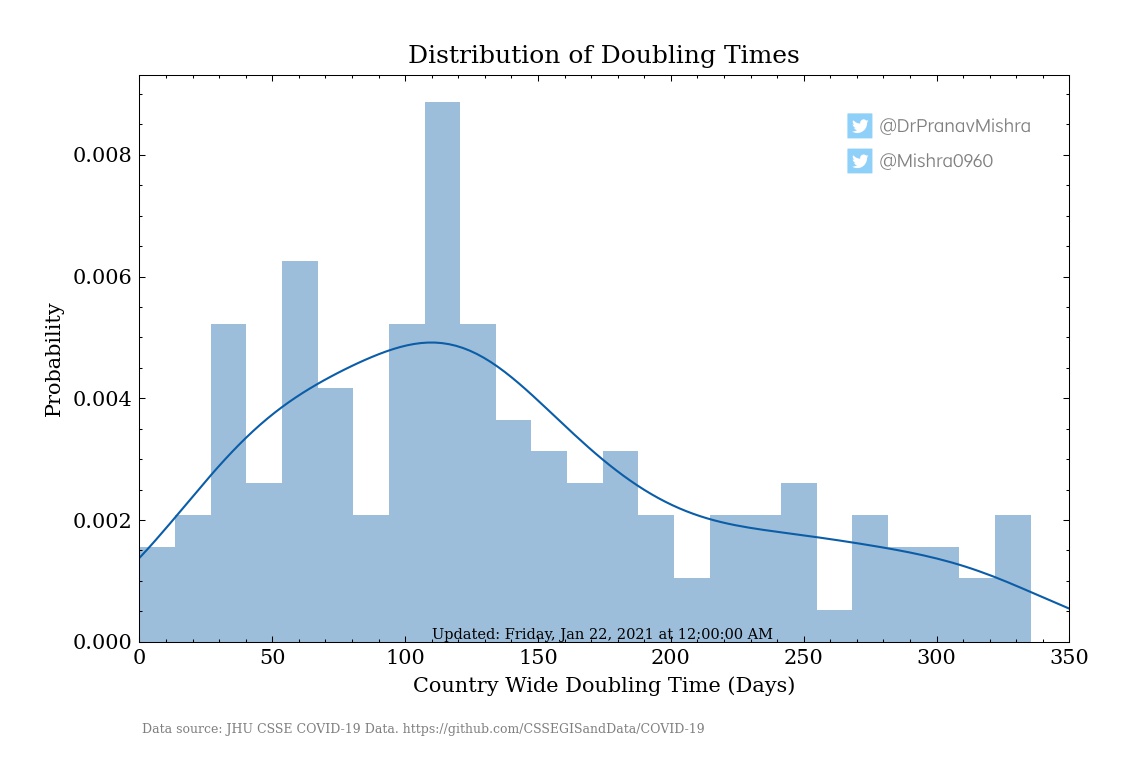 Distribution of Doubling Times
@DrPranavMishra
@Mishra0960
Probability
0.008
0.006
0.004
0.002
0.000
Updated: Friday, Jan 22, 2021 at 12:00:00 AM
0 50 100 150 200 250 300 350
Country Wide Doubling Time (Days)
Data source: JHU CSSE COVID-19 Data. https://github.com/CSSEGISandData/COVID-19